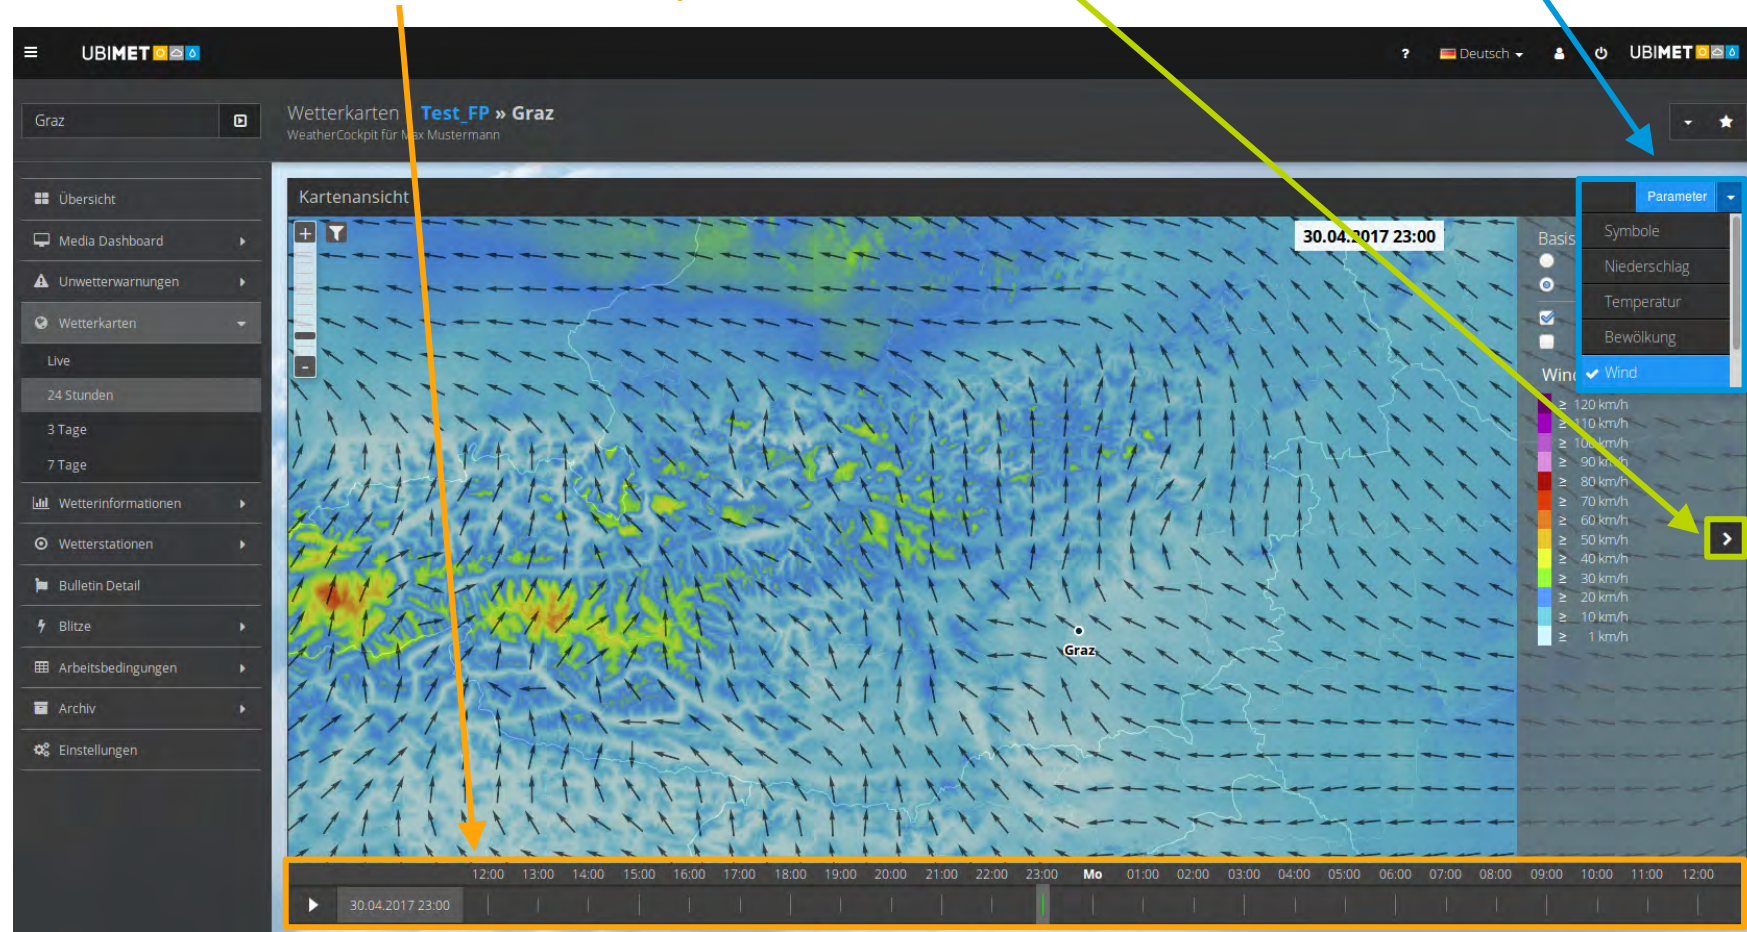 UBIMET
? Deutsch UBIMET
Graz
Wetterkarten Test_FP » Graz
WeatherCockpit für Max Mustermann
Übersicht
Media Dashboard
Unwetterwarnungen
Wetterkarten
Live
24 Stunden
3 Tage
7 Tage
Wetterinformationen
Wetterstationen
Bulletin Detail
Blitze
Arbeitsbedingungen
Archiv
Einstellungen
Kartenansicht
Parameter
30.04.2017 23:00
Basis
Symbole
Niederschlag
Temperatur
Bewölkung
Wind
Wind
≥ 120 km/h
≥ 110 km/h
≥ 100 km/h
≥ 90 km/h
≥ 80 km/h
≥ 70 km/h
≥ 60 km/h
≥ 50 km/h
≥ 40 km/h
≥ 30 km/h
≥ 20 km/h
≥ 10 km/h
≥ 1 km/h
Graz
12:00 13:00 14:00 15:00 16:00 17:00 18:00 19:00 20:00 21:00 22:00 23:00 Mo 01:00 02:00 03:00 04:00 05:00 06:00 07:00 08:00 09:00 10:00 11:00 12:00
30.04.2017 23:00